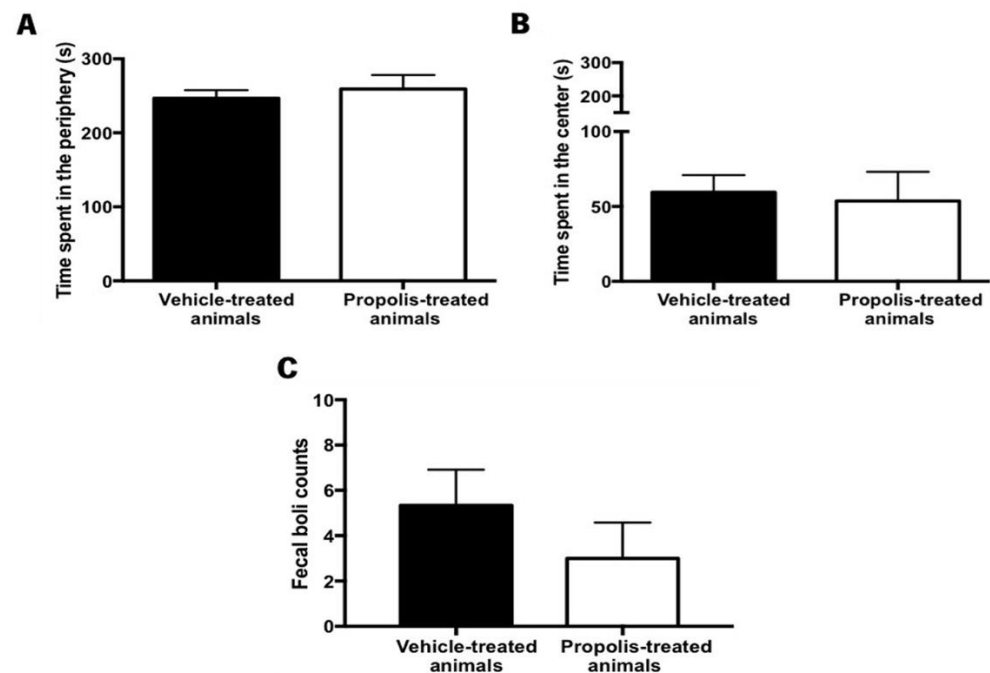 A
Time spent in the periphery (s)
300
200
100
0
Vehicle-treated
animals
Propolis-treated
animals
B
Time spent in the center (s)
300
200
100
50
0
Vehicle-treated
animals
Propolis-treated
animals
C
Fecal boli counts
10
8
6
4
2
0
Vehicle-treated
animals
Propolis-treated
animals